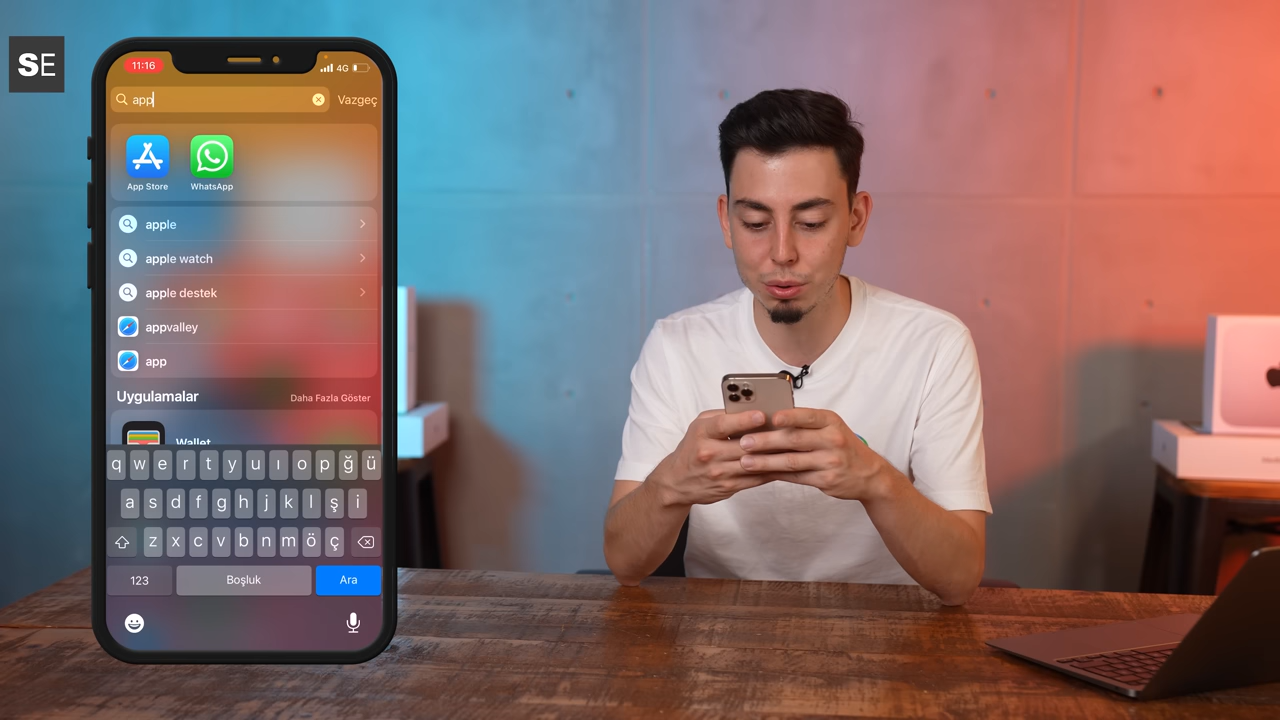 SE
11:16
4G
app
Vazgeç
App Store
WhatsApp
apple
apple watch
apple destek
appvalley
app
Uygulamalar
Daha Fazla Göster
Wallet
q w e r t y u ı o p ğ ü
a s d f g h j k l ş i
z x c v b n m ö ç
123
Boşluk
Ara